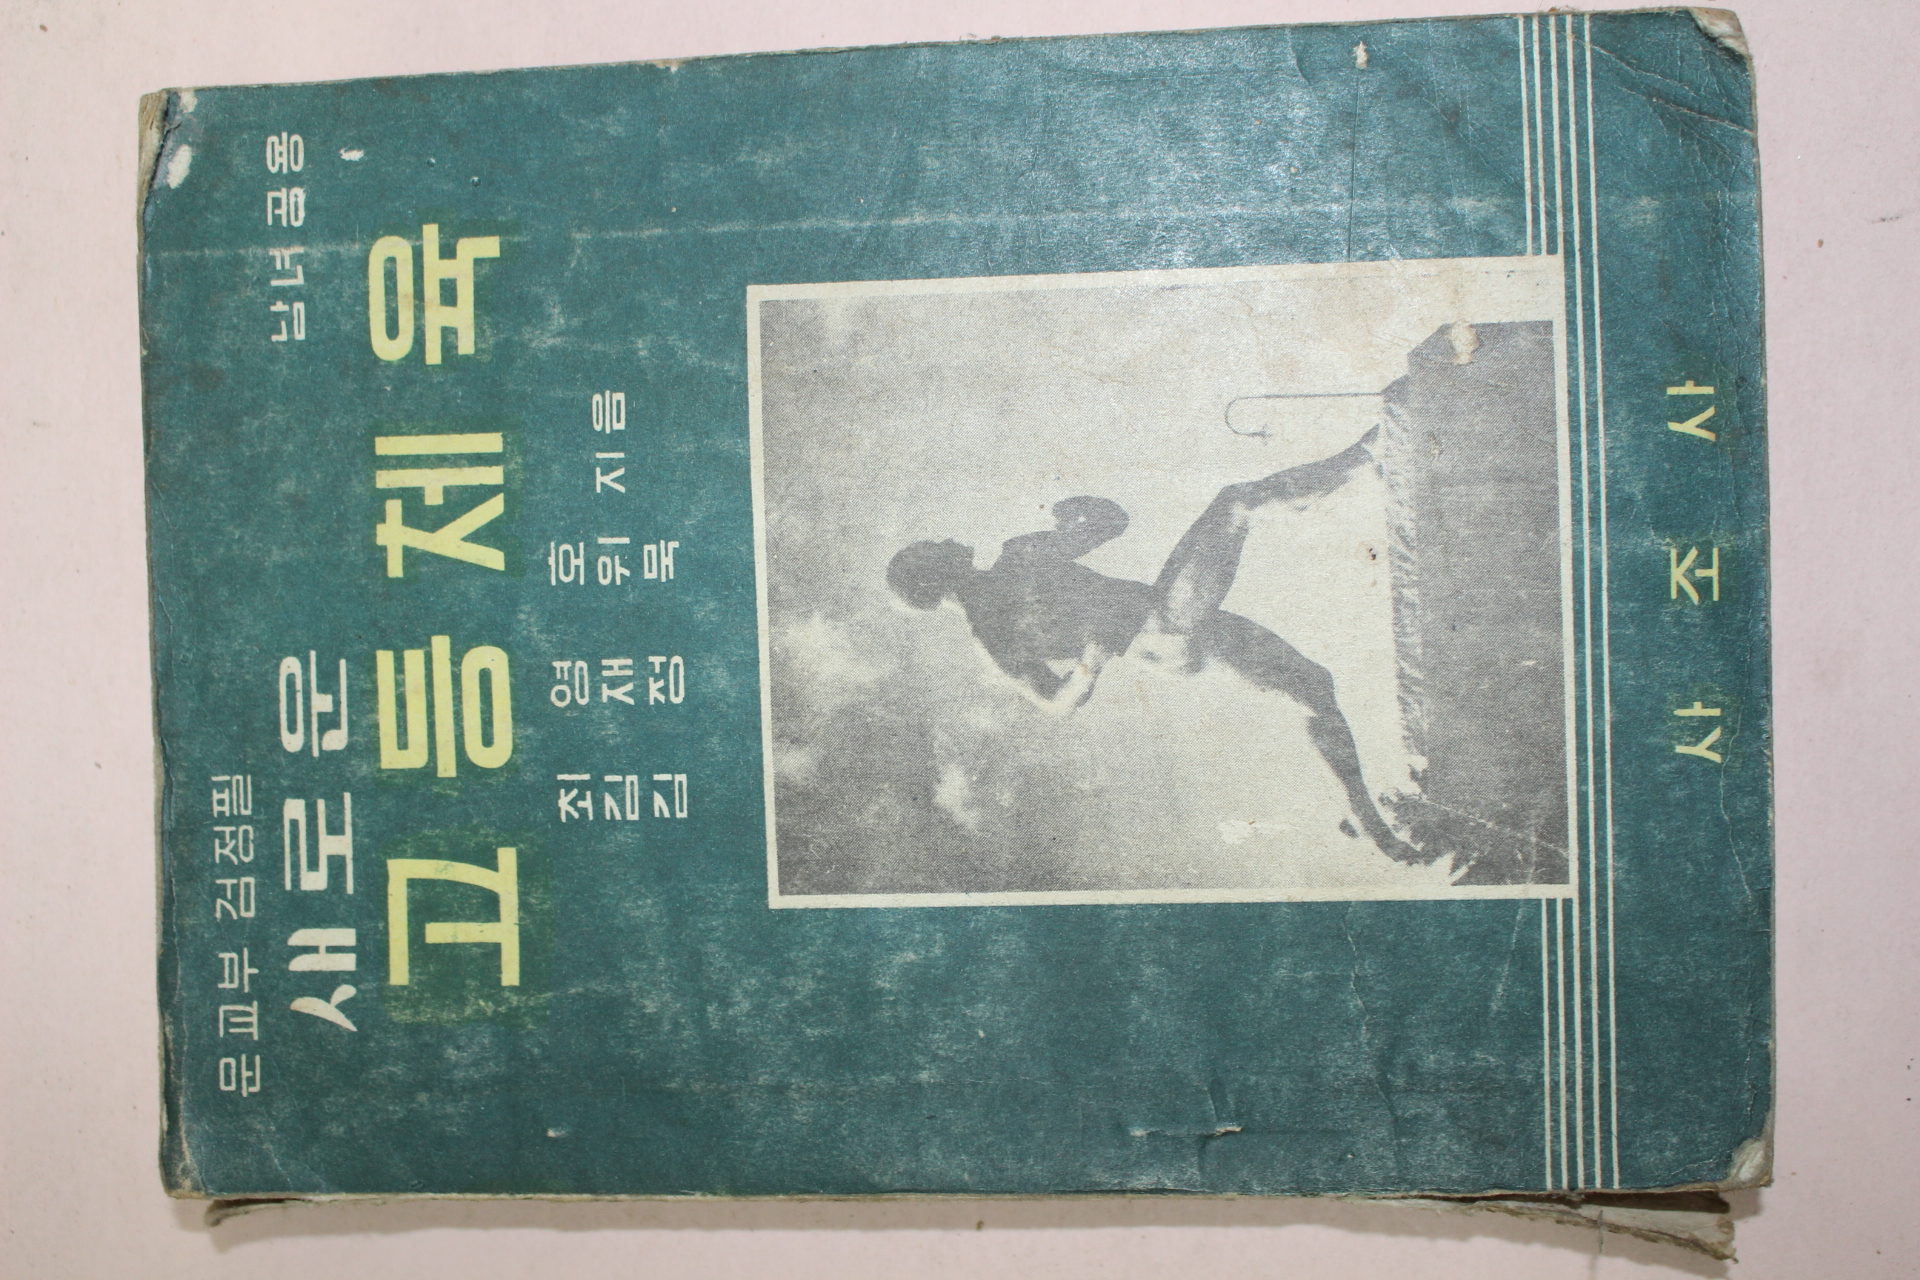 문교부 검정필
새로운 남녀 공용
고등체육
조영호
김재위 지음
김정묵
사조사